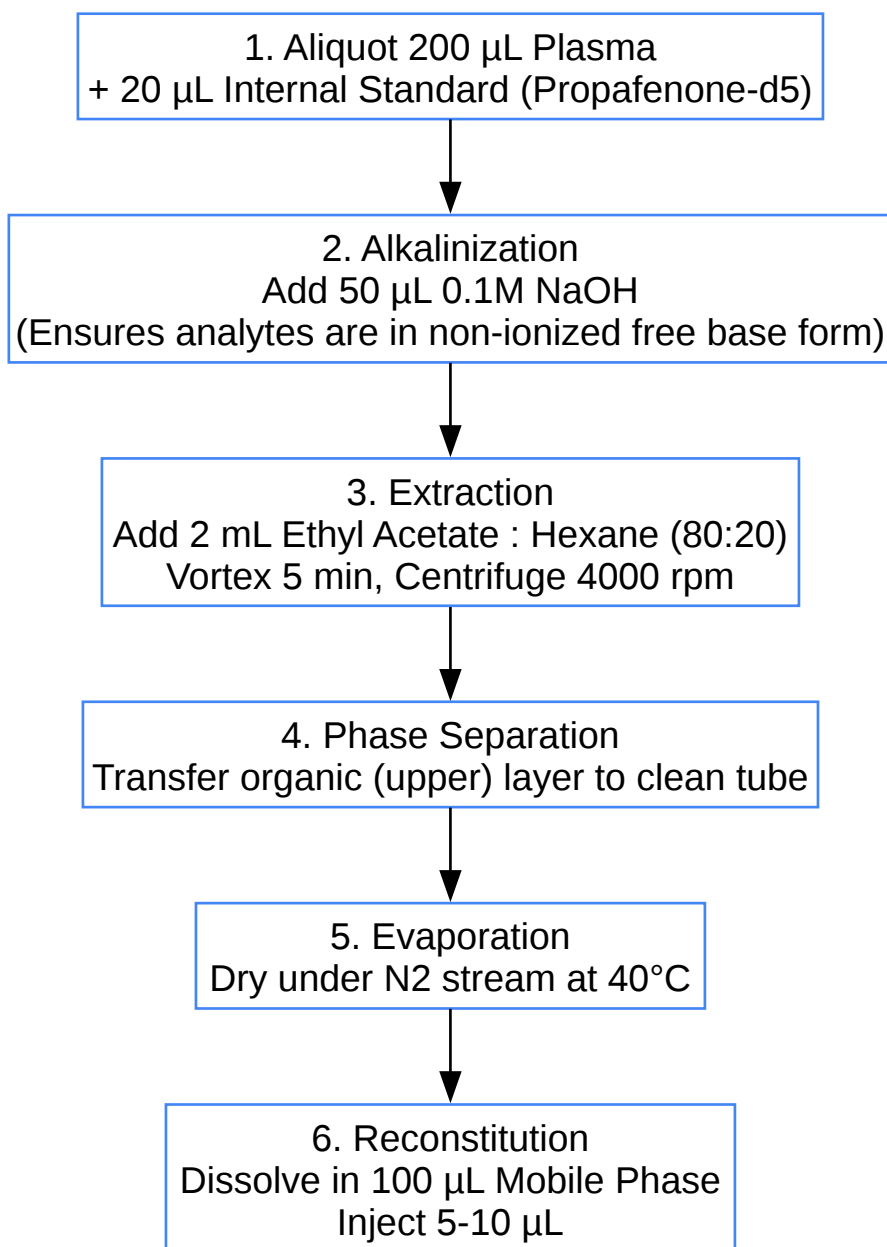 1. Aliquot 200 µL Plasma
+ 20 µL Internal Standard (Propafenone-d5)
2. Alkalinization
Add 50 µL 0.1M NaOH
(Ensures analytes are in non-ionized free base form)
3. Extraction
Add 2 mL Ethyl Acetate : Hexane (80:20)
Vortex 5 min, Centrifuge 4000 rpm
4. Phase Separation
Transfer organic (upper) layer to clean tube
5. Evaporation
Dry under N2 stream at 40°C
6. Reconstitution
Dissolve in 100 µL Mobile Phase
Inject 5-10 µL